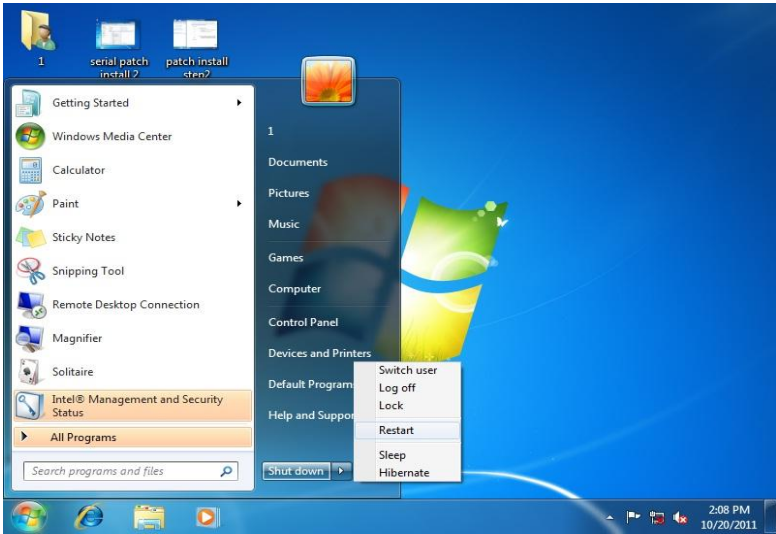 1
serial patch
install 2
patch install
step2
Getting Started
Windows Media Center
Calculator
Paint
Sticky Notes
Snipping Tool
Remote Desktop Connection
Magnifier
Solitaire
Intel® Management and Security
Status
All Programs
Search programs and files
1
Documents
Pictures
Music
Games
Computer
Control Panel
Devices and Printers
Default Program
Help and Suppor
Shut down
Switch user
Log off
Lock
Restart
Sleep
Hibernate
2:08 PM
10/20/2011